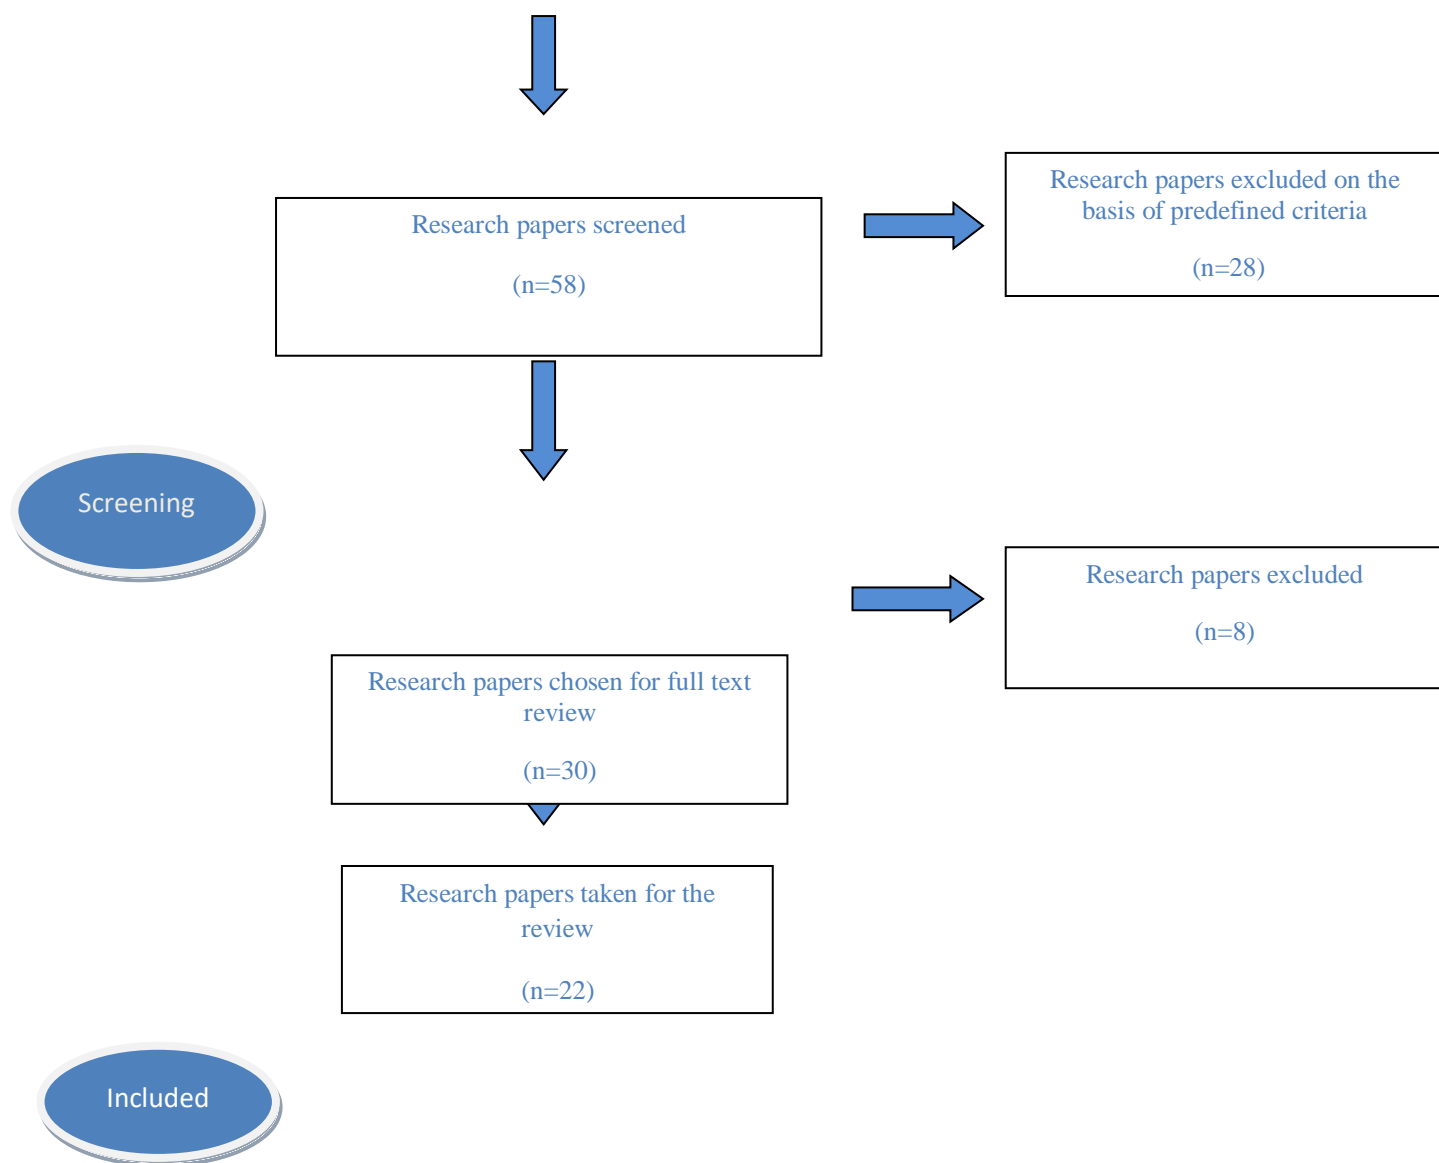 Research papers screened
(n=58)
Research papers excluded on the
basis of predefined criteria
(n=28)
Screening
Research papers excluded
(n=8)
Research papers chosen for full text
review
(n=30)
Research papers taken for the
review
(n=22)
Included